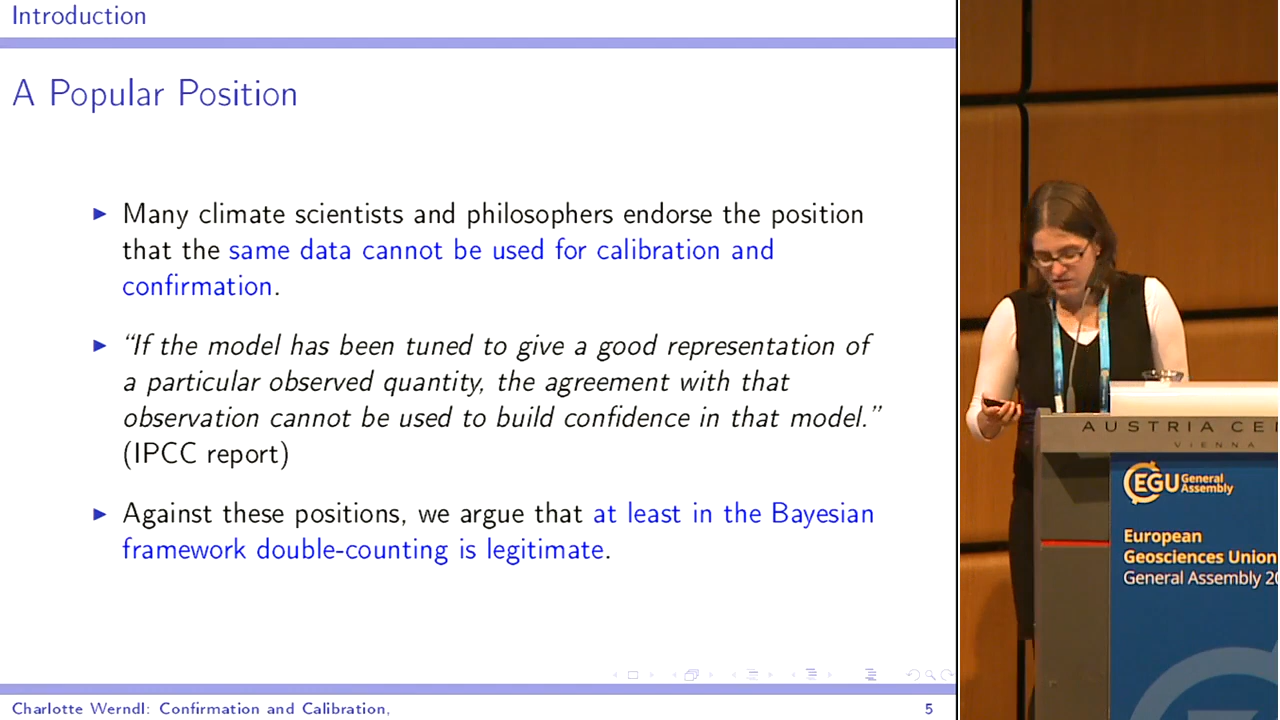 Introduction
A Popular Position
► Many climate scientists and philosophers endorse the position
that the same data cannot be used for calibration and
confirmation.
► “If the model has been tuned to give a good representation of
a particular observed quantity, the agreement with that
observation cannot be used to build confidence in that model.”
(IPCC report)
► Against these positions, we argue that at least in the Bayesian
framework double-counting is legitimate.
Charlotte Werndl: Confirmation and Calibration,
5
AUSTRIA CE
VIENNA
EGU General
Assembly
European
Geosciences Union
General Assembly 20